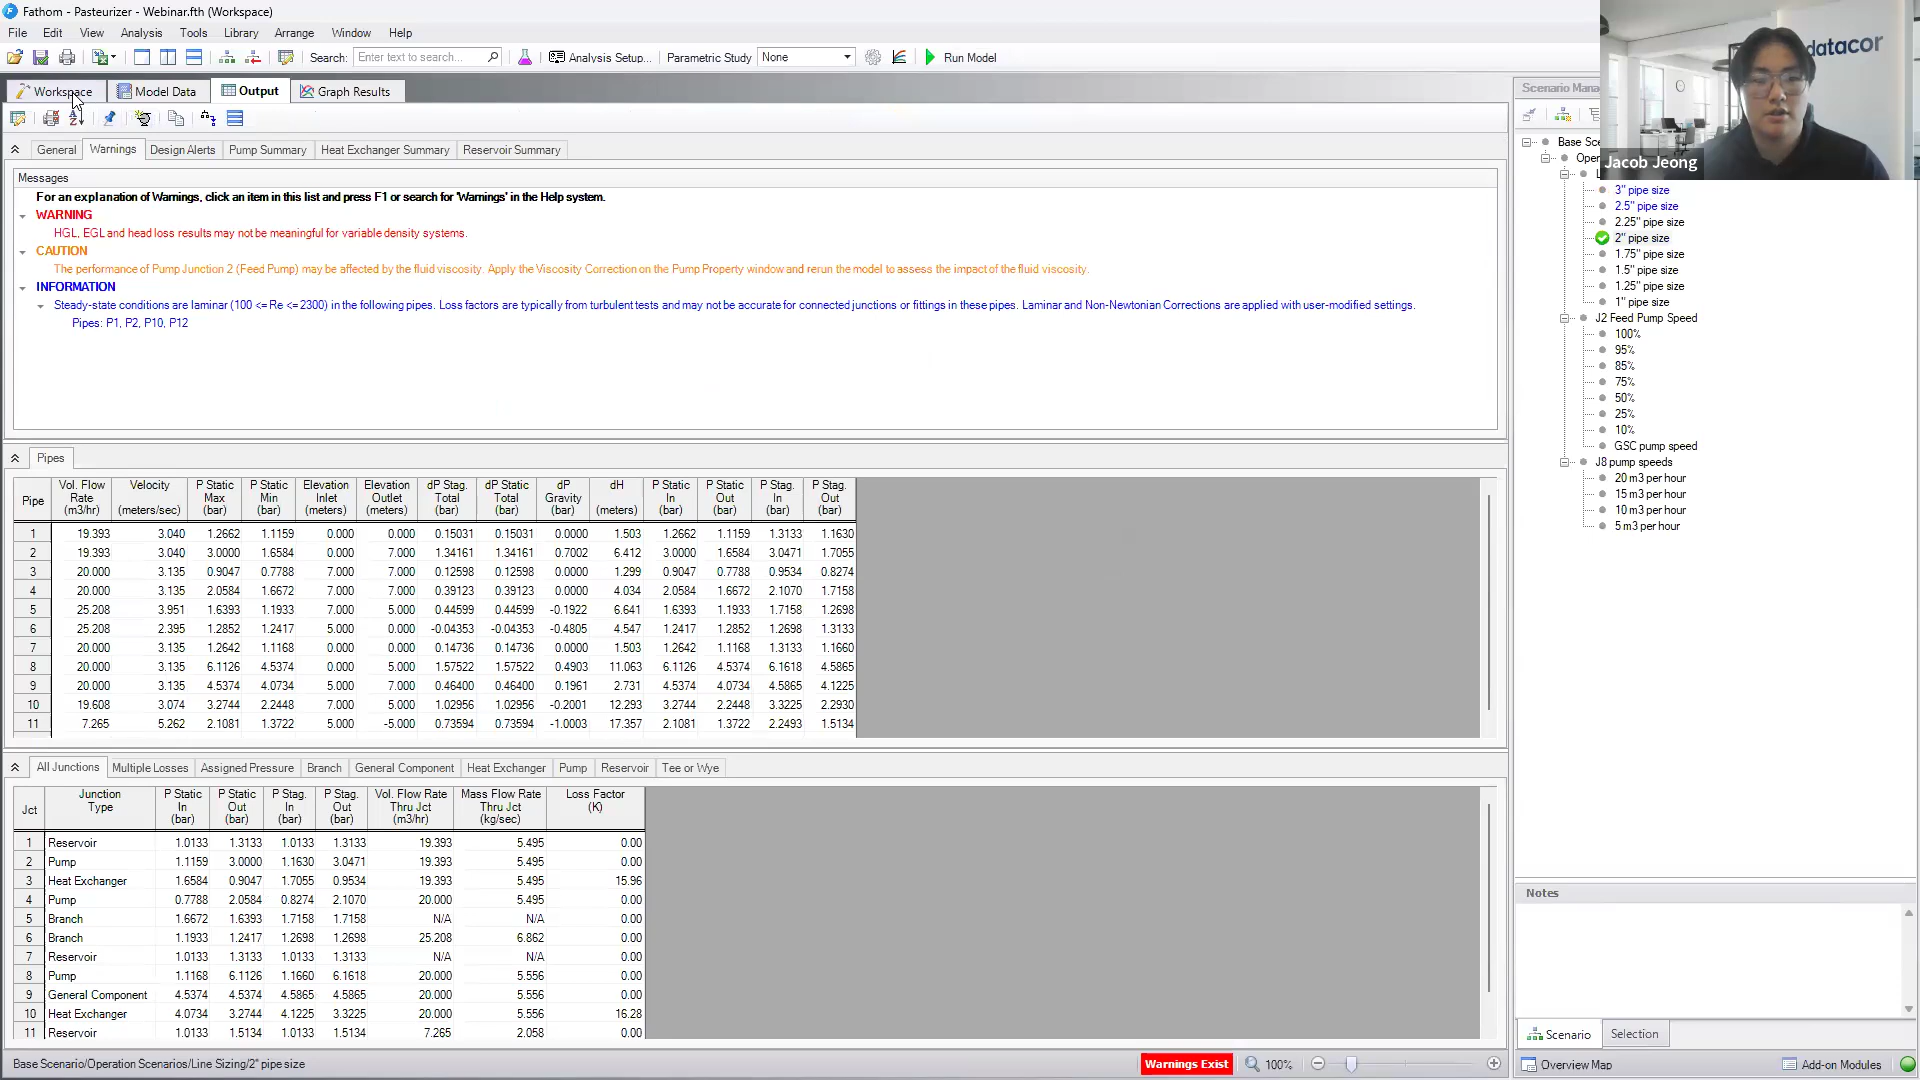 Fathom - Pasteurizer - Webinar.fth (Workspace)
File Edit View Analysis Tools Library Arrange Window Help
Search: Enter text to search... Analysis Setup... Parametric Study None Run Model
Workspace Model Data Output Graph Results
General Warnings Design Alerts Pump Summary Heat Exchanger Summary Reservoir Summary
Messages
For an explanation of Warnings, click an item in this list and press F1 or search for 'Warnings' in the Help system.
WARNING
HGL, EGL and head loss results may not be meaningful for variable density systems.
CAUTION
The performance of Pump Junction 2 (Feed Pump) may be affected by the fluid viscosity. Apply the Viscosity Correction on the Pump Property window and rerun the model to assess the impact of the fluid viscosity.
INFORMATION
Steady-state conditions are laminar (100 <= Re <= 2300) in the following pipes. Loss factors are typically from turbulent tests and may not be accurate for connected junctions or fittings in these pipes. Laminar and Non-Newtonian Corrections are applied with user-modified settings.
Pipes: P1, P2, P10, P12
Pipes
Pipe Vol. Flow Rate (m3/hr) Velocity (meters/sec) P Static Max (bar) P Static Min (bar) Elevation Inlet (meters) Elevation Outlet (meters) dP Stag. Total (bar) dP Static Total (bar) dP Gravity (bar) dH (meters) P Static In (bar) P Static Out (bar) P Stag. In (bar) P Stag. Out (bar)
1 19.393 3.040 1.2662 1.1159 0.000 0.000 0.15031 0.15031 0.0000 1.503 1.2662 1.1159 1.3133 1.1630
2 19.393 3.040 3.0000 1.6584 0.000 7.000 1.34161 1.34161 0.7002 6.412 3.0000 1.6584 3.0471 1.7055
3 20.000 3.135 0.9047 0.7788 7.000 7.000 0.12598 0.12598 0.0000 1.299 0.9047 0.7788 0.9534 0.8274
4 20.000 3.135 2.0584 1.6672 7.000 7.000 0.39123 0.39123 0.0000 4.034 2.0584 1.6672 2.1070 1.7158
5 25.208 3.951 1.6393 1.1933 7.000 5.000 0.44599 0.44599 -0.1922 6.641 1.6393 1.1933 1.7158 1.2698
6 25.208 2.395 1.2852 1.2417 5.000 0.000 -0.04353 -0.04353 -0.4805 4.547 1.2417 1.2852 1.2698 1.3133
7 20.000 3.135 1.2642 1.1168 0.000 0.000 0.14736 0.14736 0.0000 1.503 1.2642 1.1168 1.3133 1.1660
8 20.000 3.135 6.1126 4.5374 0.000 5.000 1.57522 1.57522 0.4903 11.063 6.1126 4.5374 6.1618 4.5865
9 20.000 3.135 4.5374 4.0734 5.000 7.000 0.46400 0.46400 0.1961 2.731 4.5374 4.0734 4.5865 4.1225
10 19.608 3.074 3.2744 2.2448 7.000 5.000 1.02956 1.02956 -0.2001 12.293 3.2744 2.2448 3.3225 2.2930
11 7.265 5.262 2.1081 1.3722 5.000 -5.000 0.73594 0.73594 -1.0003 17.357 2.1081 1.3722 2.2493 1.5134
All Junctions Multiple Losses Assigned Pressure Branch General Component Heat Exchanger Pump Reservoir Tee or Wye
Jct Junction Type P Static In (bar) P Static Out (bar) P Stag. In (bar) P Stag. Out (bar) Vol. Flow Rate Thru Jct (m3/hr) Mass Flow Rate Thru Jct (kg/sec) Loss Factor (K)
1 Reservoir 1.0133 1.3133 1.0133 1.3133 19.393 5.495 0.00
2 Pump 1.1159 3.0000 1.1630 3.0471 19.393 5.495 0.00
3 Heat Exchanger 1.6584 0.9047 1.7055 0.9534 19.393 5.495 15.96
4 Pump 0.7788 2.0584 0.8274 2.1070 20.000 5.495 0.00
5 Branch 1.6672 1.6393 1.7158 1.7158 N/A N/A 0.00
6 Branch 1.1933 1.2417 1.2698 1.2698 25.208 6.862 0.00
7 Reservoir 1.0133 1.3133 1.0133 1.3133 N/A N/A 0.00
8 Pump 1.1168 6.1126 1.1660 6.1618 20.000 5.556 0.00
9 General Component 4.5374 4.5374 4.5865 4.5865 20.000 5.556 0.00
10 Heat Exchanger 4.0734 3.2744 4.1225 3.3225 20.000 5.556 16.28
11 Reservoir 1.0133 1.5134 1.0133 1.5134 7.265 2.058 0.00
Base Scenario/Operation Scenarios/Line Sizing/2" pipe size Warnings Exist 100%
Scenario Mana
Base Sce
Oper
L
3" pipe size
2.5" pipe size
2.25" pipe size
2" pipe size
1.75" pipe size
1.5" pipe size
1.25" pipe size
1" pipe size
J2 Feed Pump Speed
100%
95%
85%
75%
50%
25%
10%
GSC pump speed
J8 pump speeds
20 m3 per hour
15 m3 per hour
10 m3 per hour
5 m3 per hour
Notes
Scenario Selection
Overview Map Add-on Modules
datacor
Jacob Jeong